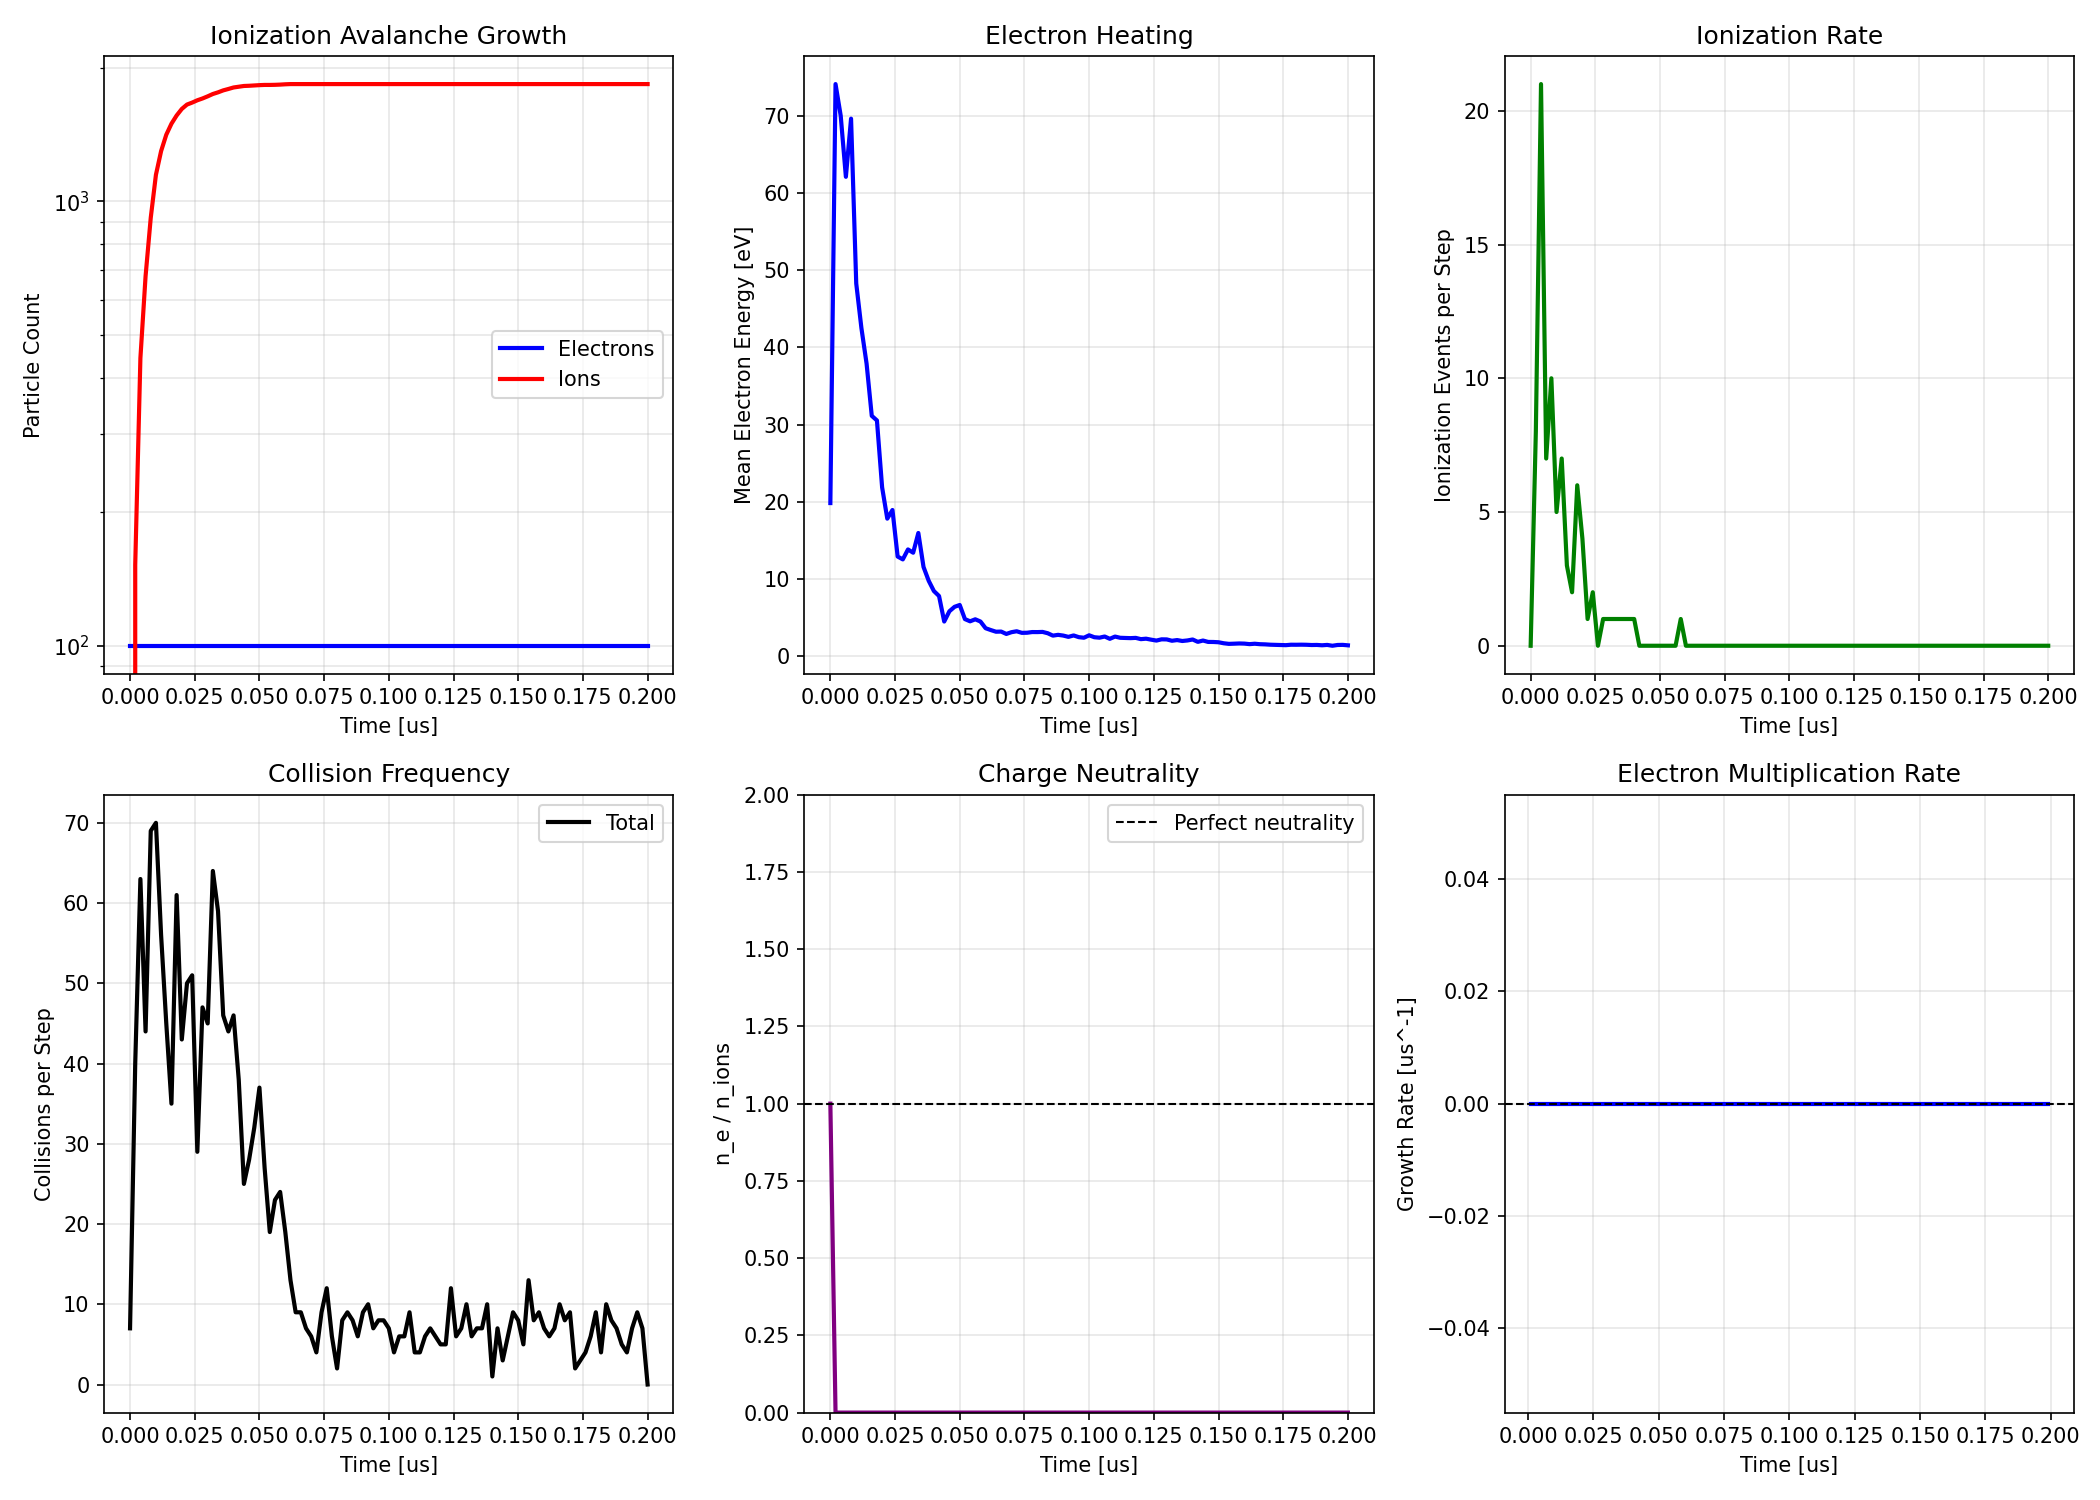 Ionization Avalanche Growth
Particle Count
10^3
10^2
Electrons
Ions
0.000 0.025 0.050 0.075 0.100 0.125 0.150 0.175 0.200
Time [us]
Electron Heating
Mean Electron Energy [eV]
70
60
50
40
30
20
10
0
0.000 0.025 0.050 0.075 0.100 0.125 0.150 0.175 0.200
Time [us]
Ionization Rate
Ionization Events per Step
20
15
10
5
0
0.000 0.025 0.050 0.075 0.100 0.125 0.150 0.175 0.200
Time [us]
Collision Frequency
Collisions per Step
70
60
50
40
30
20
10
0
Total
0.000 0.025 0.050 0.075 0.100 0.125 0.150 0.175 0.200
Time [us]
Charge Neutrality
n_e / n_ions
2.00
1.75
1.50
1.25
1.00
0.75
0.50
0.25
0.00
Perfect neutrality
0.000 0.025 0.050 0.075 0.100 0.125 0.150 0.175 0.200
Time [us]
Electron Multiplication Rate
Growth Rate [us^-1]
0.04
0.02
0.00
−0.02
−0.04
0.000 0.025 0.050 0.075 0.100 0.125 0.150 0.175 0.200
Time [us]